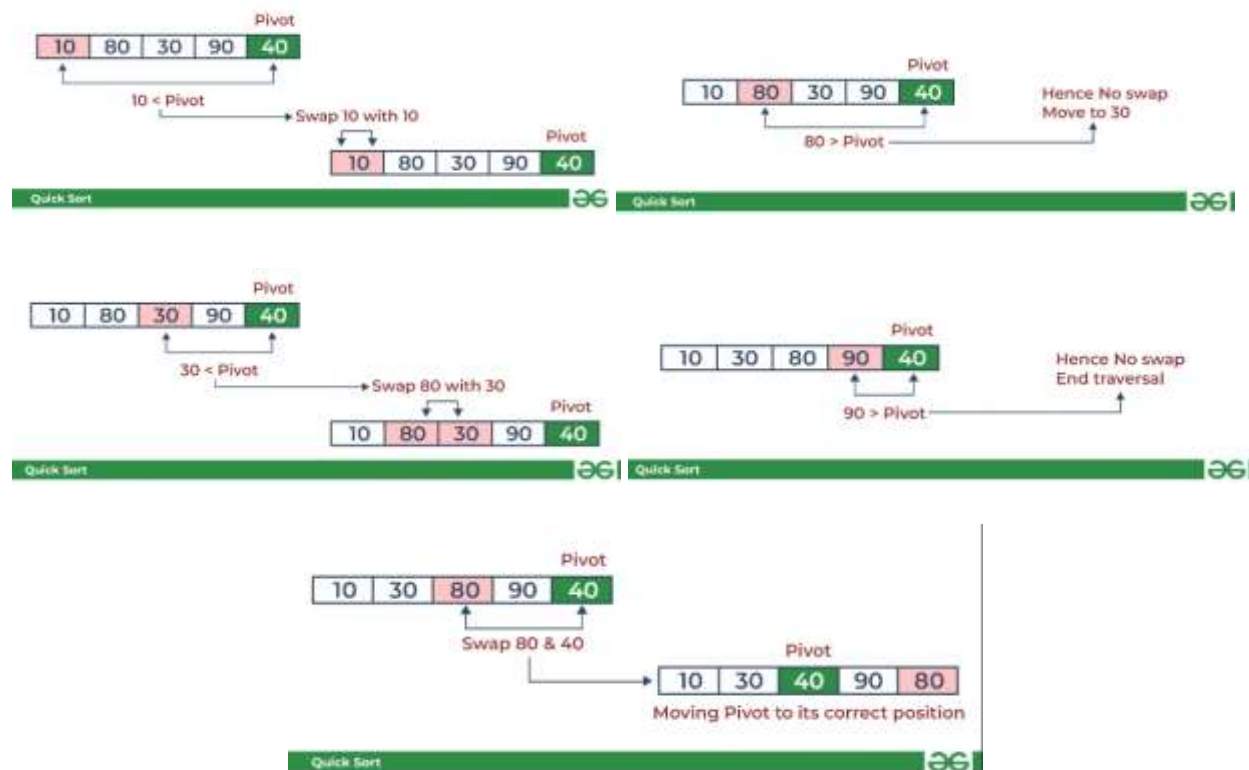 Pivot
10 80 30 90 40
10 < Pivot
Swap 10 with 10
Pivot
10 80 30 90 40
Quick Sort
Pivot
10 80 30 90 40
80 > Pivot
Hence No swap
Move to 30
Quick Sort
Pivot
10 80 30 90 40
30 < Pivot
Swap 80 with 30
Pivot
10 80 30 90 40
Quick Sort
Pivot
10 30 80 90 40
90 > Pivot
Hence No swap
End traversal
Quick Sort
Pivot
10 30 80 90 40
Swap 80 & 40
Pivot
10 30 40 90 80
Moving Pivot to its correct position
Quick Sort